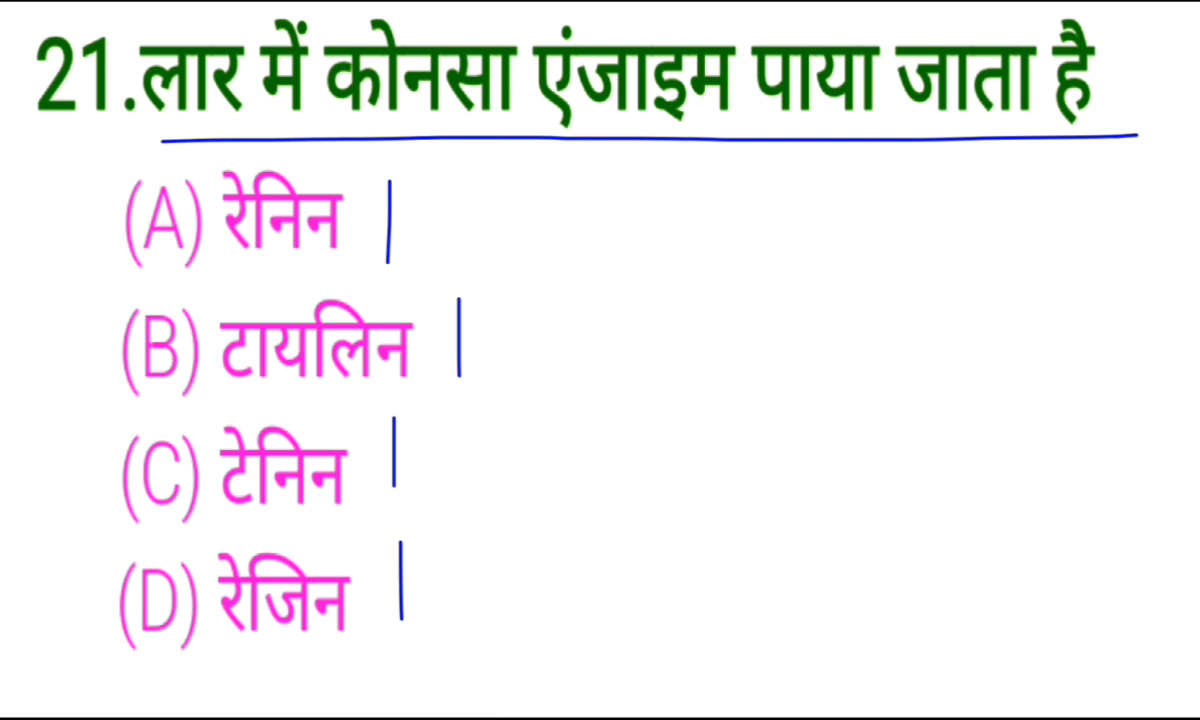 21.लार में कोनसा एंजाइम पाया जाता है
(A) रेनिन |
(B) टायलिन |
(C) टेनिन |
(D) रेजिन |